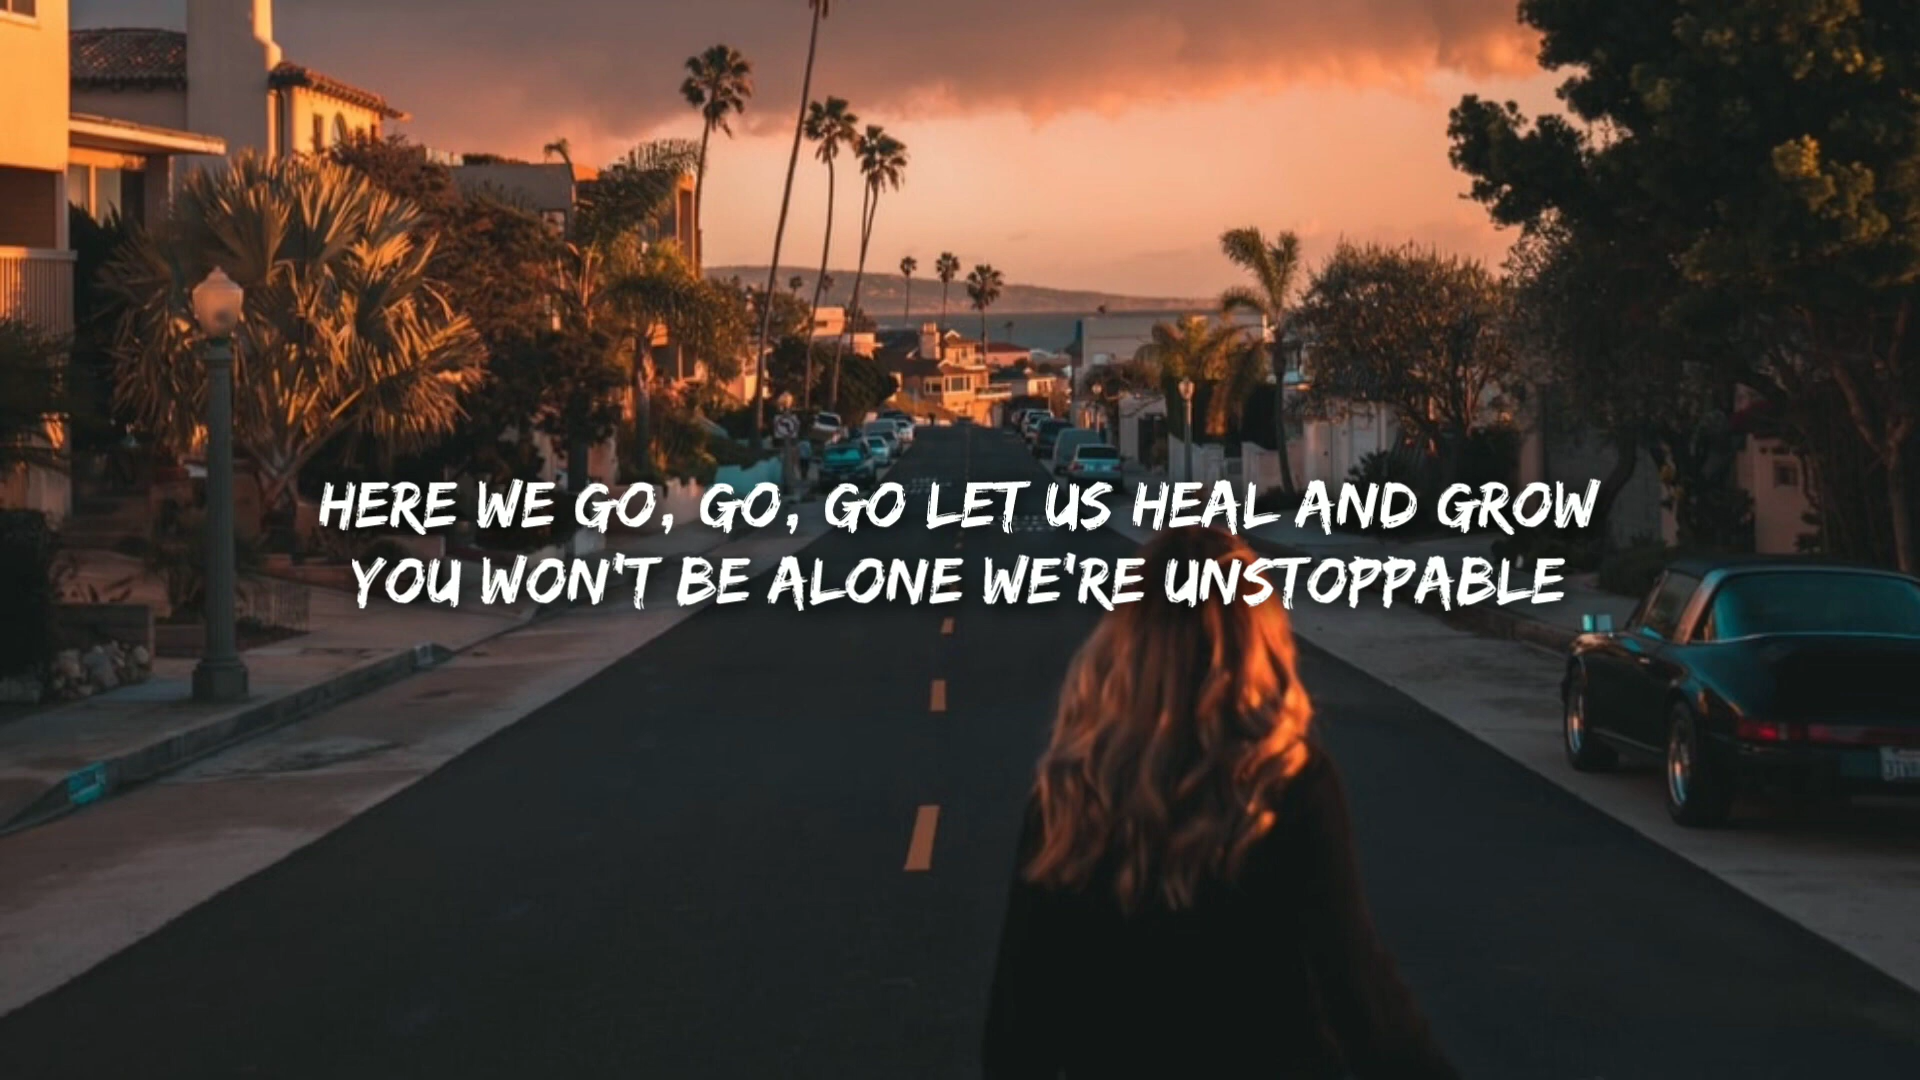 HERE WE GO, GO, GO LET US HEAL AND GROW
YOU WON'T BE ALONE WE'RE UNSTOPPABLE